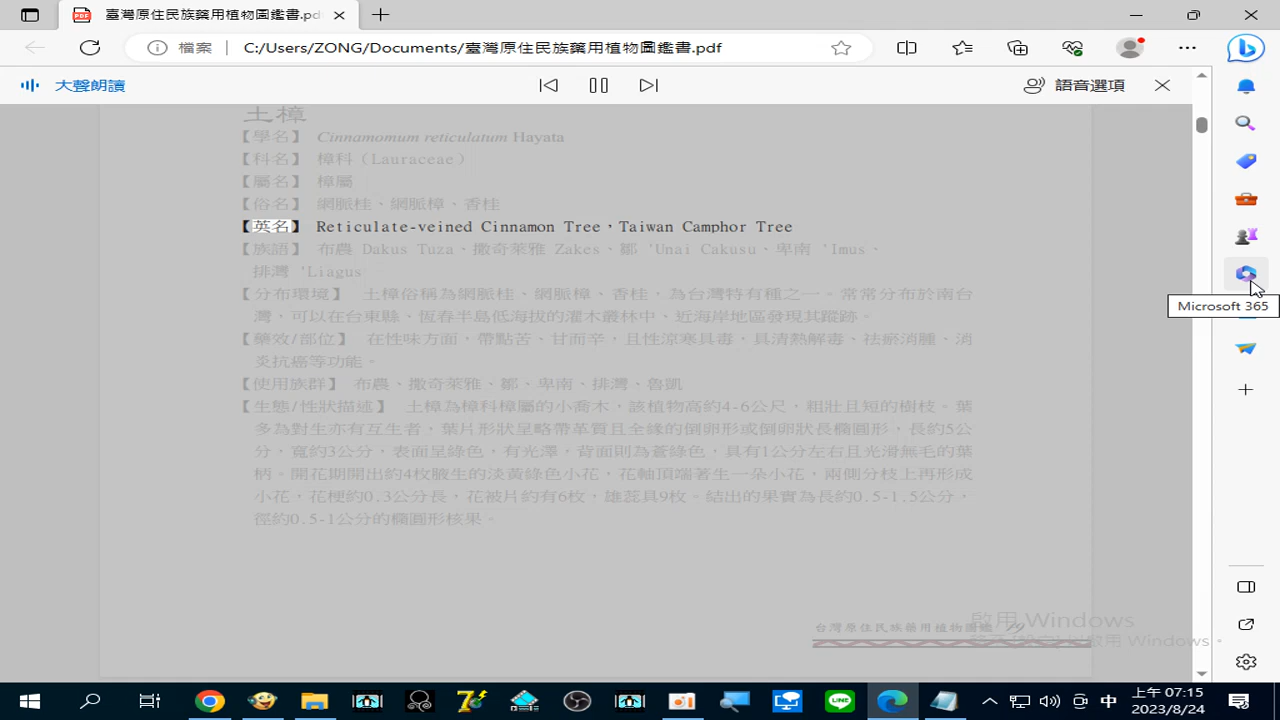 臺灣原住民族藥用植物圖鑑書.pdf
檔案
C:/Users/ZONG/Documents/臺灣原住民族藥用植物圖鑑書.pdf
大聲朗讀
語音選項
土樟
【學名】 Cinnamomum reticulatum Hayata
【科名】 樟科（Lauraceae）
【屬名】 樟屬
【俗名】 網脈桂、網脈樟、香桂
【英名】 Reticulate-veined Cinnamon Tree，Taiwan Camphor Tree
【族語】 布農 Dakus Tuza、撒奇萊雅 Zakes、鄒 'Unai Cakusu、卑南 'Imus、
排灣 'Liagus
【分布環境】 土樟俗稱為網脈桂、網脈樟、香桂，為台灣特有種之一。常常分布於南台
灣，可以在台東縣、恆春半島低海拔的灌木叢林中、近海岸地區發現其蹤跡。
Microsoft 365
【藥效/部位】 在性味方面，帶點苦、甘而辛，且性涼寒具毒，具清熱解毒、祛瘀消腫、消
炎抗癌等功能。
【使用族群】 布農、撒奇萊雅、鄒、卑南、排灣、魯凱
【生態/性狀描述】 土樟為樟科樟屬的小喬木，該植物高約4-6公尺，粗壯且短的樹枝。葉
多為對生亦有互生者，葉片形狀呈略帶革質且全緣的倒卵形或倒卵狀長橢圓形，長約5公
分，寬約3公分，表面呈綠色，有光澤，背面則為蒼綠色，具有1公分左右且光滑無毛的葉
柄。開花期開出約4枚腋生的淡黃綠色小花，花軸頂端著生一朵小花，兩側分枝上再形成
小花，花梗約0.3公分長，花被片約有6枚，雄蕊具9枚。結出的果實為長約0.5-1.5公分，
徑約0.5-1公分的橢圓形核果。
台灣原住民族藥用植物圖鑑
啟用 Windows
啟用 Windows。
中
上午 07:15
2023/8/24
LINE